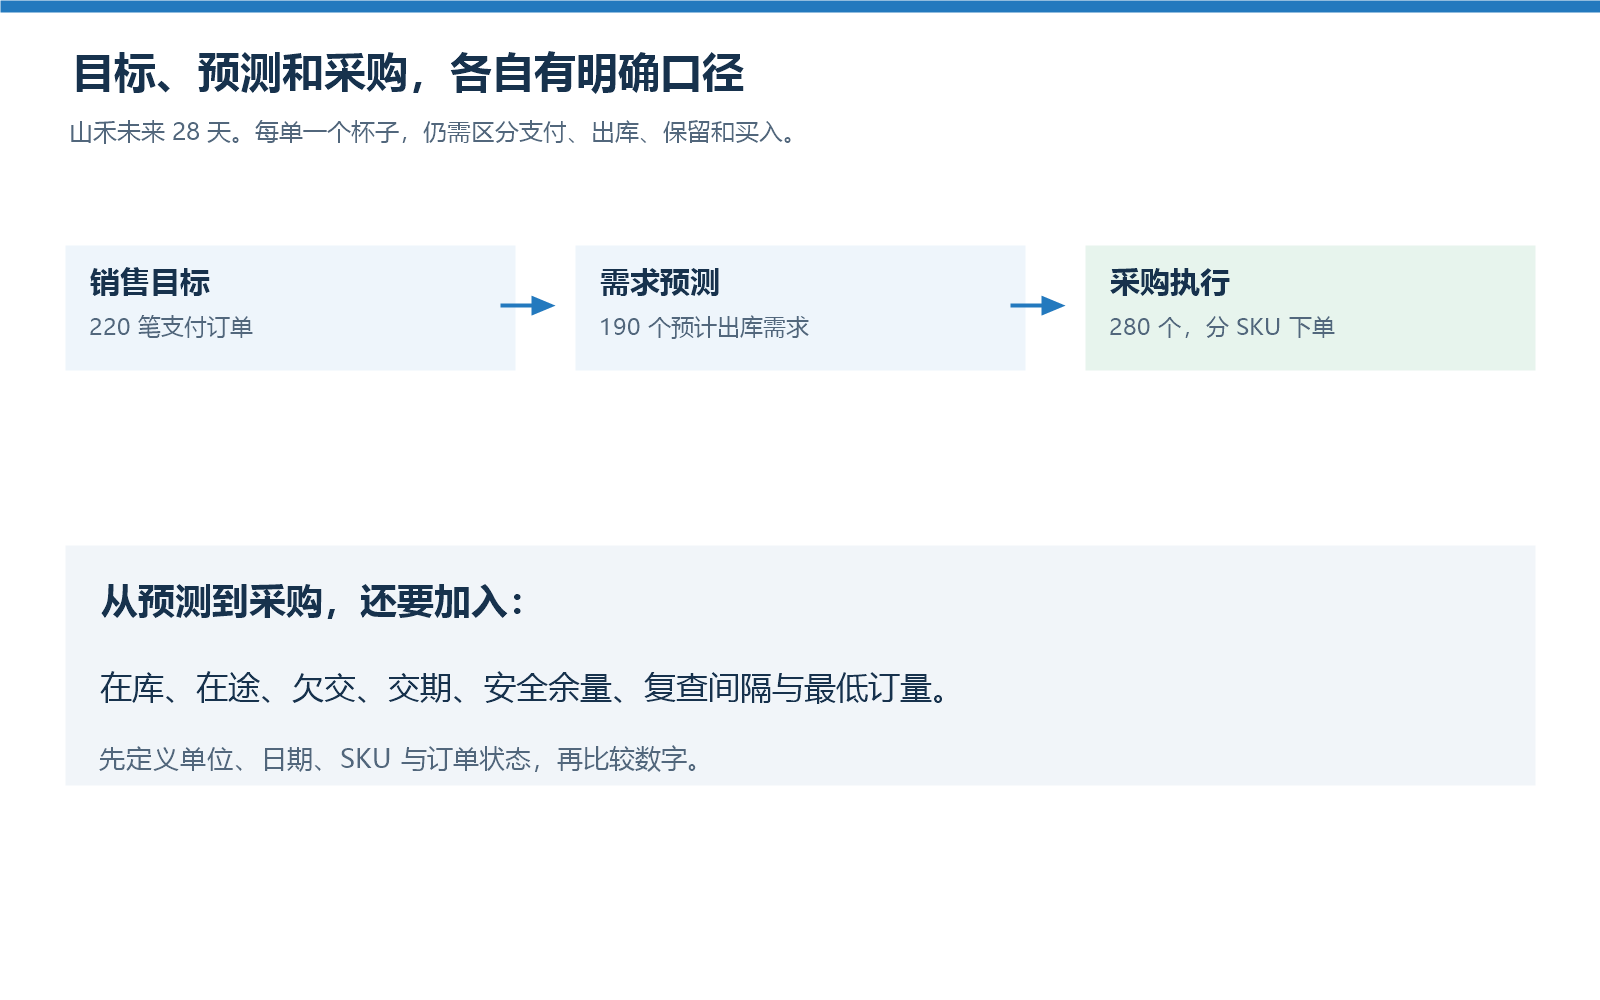 目标、预测和采购，各自有明确口径
山禾未来 28 天。每单一个杯子，仍需区分支付、出库、保留和买入。
销售目标
220 笔支付订单
需求预测
190 个预计出库需求
采购执行
280 个，分 SKU 下单
从预测到采购，还要加入：
在库、在途、欠交、交期、安全余量、复查间隔与最低订量。
先定义单位、日期、SKU 与订单状态，再比较数字。